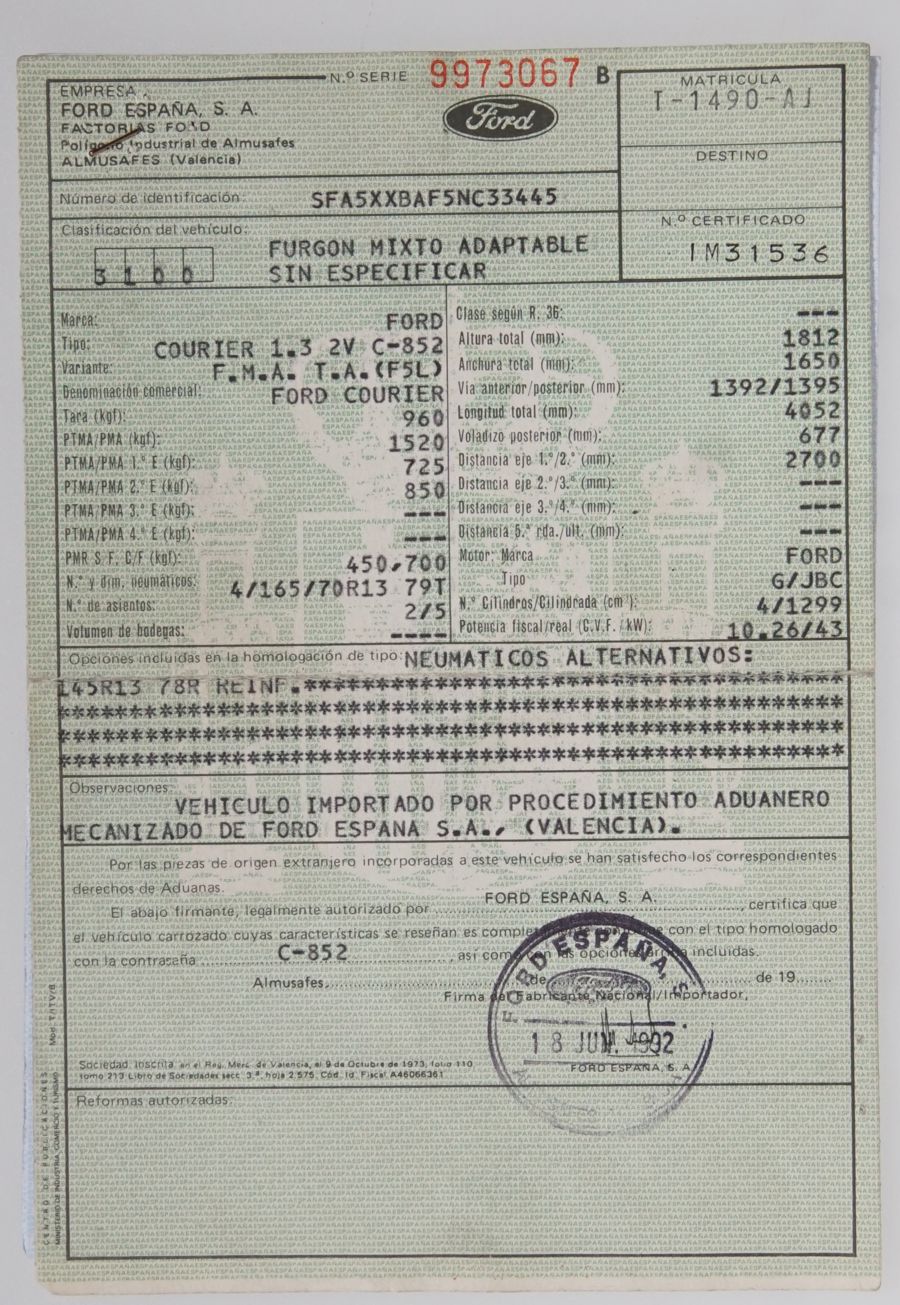 N.º SERIE 9973067 B
EMPRESA
FORD ESPAÑA, S. A.
FACTORIAS FORD
Polígono Industrial de Almusafes
ALMUSAFES (Valencia)
Ford
MATRICULA
T-1490-AJ
DESTINO
N.º CERTIFICADO
IM31536
Número de identificación: SFA5XXBAF5NC33445
Clasificación del vehículo:
3100
FURGON MIXTO ADAPTABLE
SIN ESPECIFICAR
Marca: FORD
Tipo: COURIER 1.3 2V C-852
Variante: F.M.A. T.A.(F5L)
Denominación comercial: FORD COURIER
Tara (kgf): 960
PTMA/PMA (kgf): 1520
PTMA/PMA 1.º E (kgf): 725
PTMA/PMA 2.º E (kgf): 850
PTMA/PMA 3.º E (kgf): ---
PTMA/PMA 4.º E (kgf): ---
PMR S/F. C/F (kgf): 450,700
N.º y dim. neumáticos: 4/165/70R13 79T
N.º de asientos: 2/5
Volumen de bodegas: ----
Clase según R. 36: ---
Altura total (mm): 1812
Anchura total (mm): 1650
Via anterior/posterior (mm): 1392/1395
Longitud total (mm): 4052
Voladizo posterior (mm): 677
Distancia eje 1.º/2.º (mm): 2700
Distancia eje 2.º/3.º (mm): ---
Distancia eje 3.º/4.º (mm): ---
Distancia 5.ª rda./ult. (mm): ---
Motor: Marca FORD
Tipo G/JBC
N.º Cilindros/Cilindrada (cm³): 4/1299
Potencia fiscal/real (C.V.F./kW): 10.26/43
Opciones incluidas en la homologación de tipo: NEUMATICOS ALTERNATIVOS:
145R13 78R REINF.*************************************
******************************************************
******************************************************
******************************************************
Observaciones:
VEHICULO IMPORTADO POR PROCEDIMIENTO ADUANERO
MECANIZADO DE FORD ESPANA S.A., (VALENCIA).
Por las piezas de origen extranjero incorporadas a este vehículo se han satisfecho los correspondientes
derechos de Aduanas.
El abajo firmante, legalmente autorizado por FORD ESPAÑA, S. A. , certifica que
el vehículo carrozado cuyas características se reseñan es con el tipo homologado
con la contraseña C-852 , así como las opciones incluidas.
Almusafes, de de 19
Firma del Fabricante Nacional/Importador,
FORD ESPAÑA, S.
18 JUN. 1992
FORD ESPAÑA, S. A.
Sociedad inscrita en el Reg. Merc. de Valencia, el 9 de Octubre de 1973, folio 110
tomo 213 Libro de Sociedades secc. 3.ª hoja 2.575. Cód. Id. Fiscal A46066361
Reformas autorizadas:
CENTRO DE PUBLICACIONES
MINISTERIO DE INDUSTRIA, COMERCIO Y TURISMO